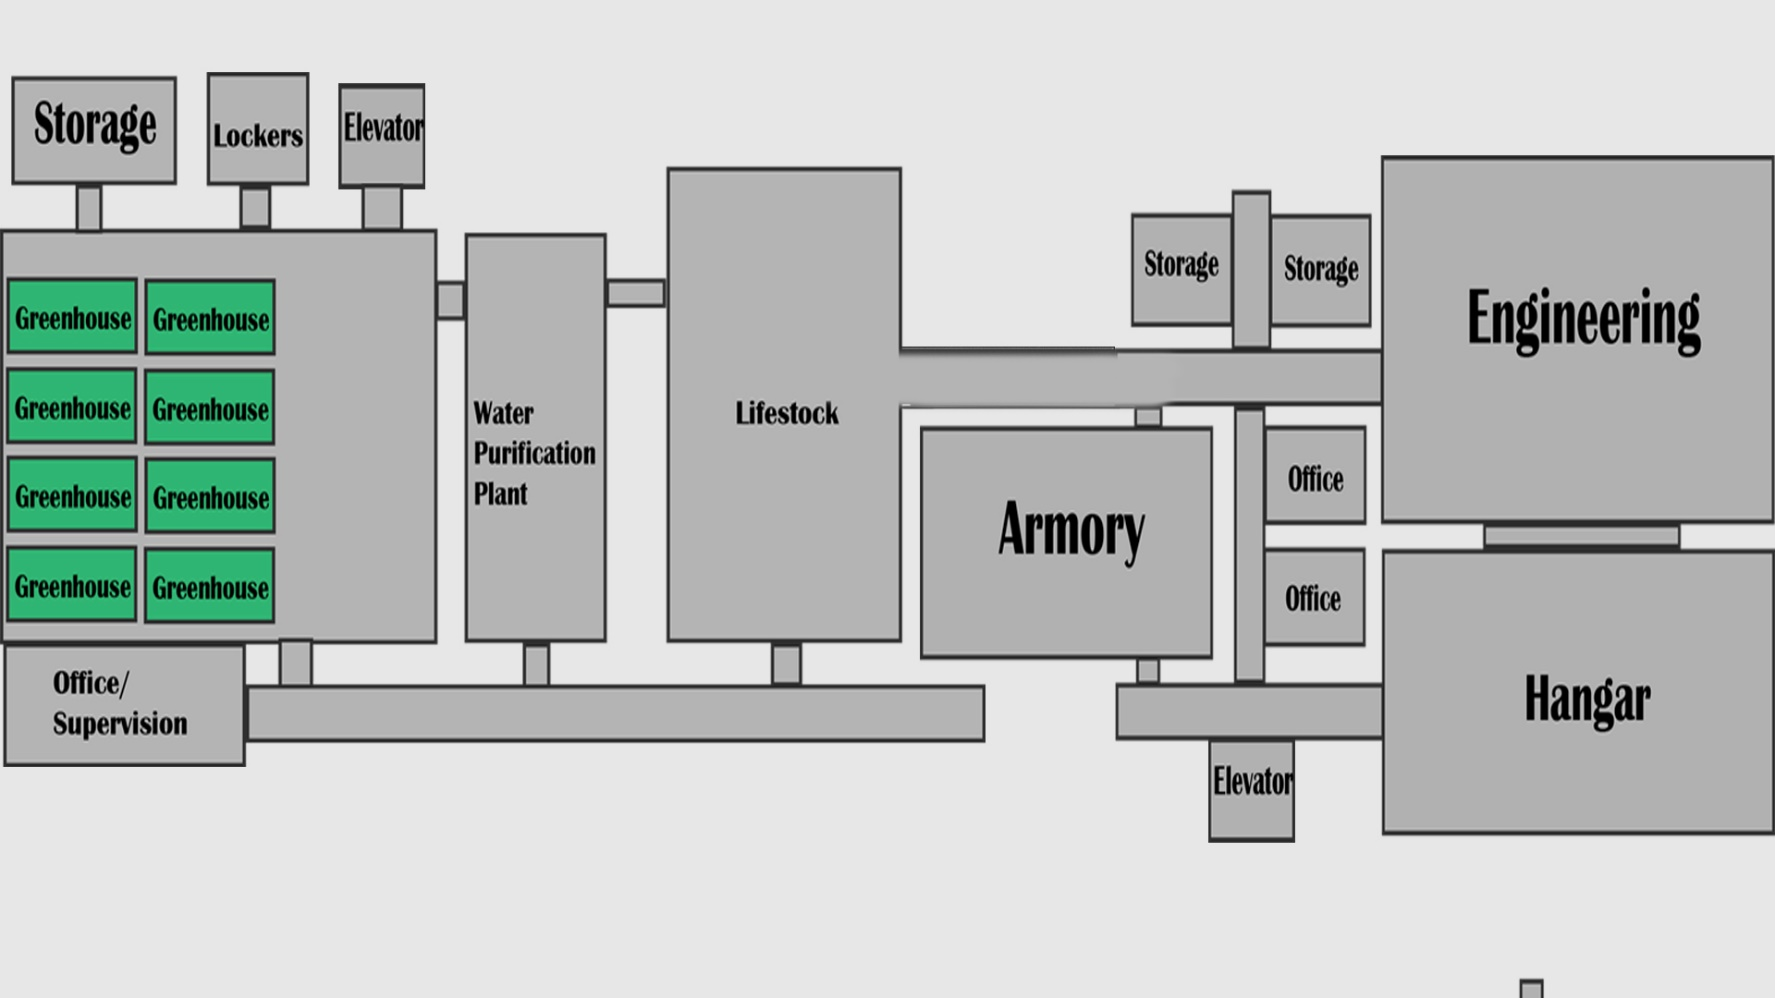 Storage
Lockers
Elevator
Greenhouse
Greenhouse
Greenhouse
Greenhouse
Greenhouse
Greenhouse
Greenhouse
Greenhouse
Office/
Supervision
Water
Purification
Plant
Lifestock
Storage
Storage
Armory
Office
Office
Elevator
Engineering
Hangar